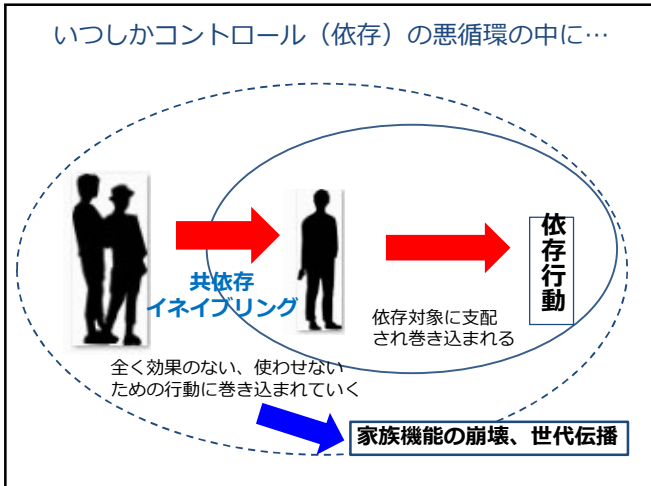 いつしかコントロール（依存）の悪循環の中に…
共依存
イネイブリング
依存行動
依存対象に支配
され巻き込まれる
全く効果のない、使わせない
ための行動に巻き込まれていく
家族機能の崩壊、世代伝播